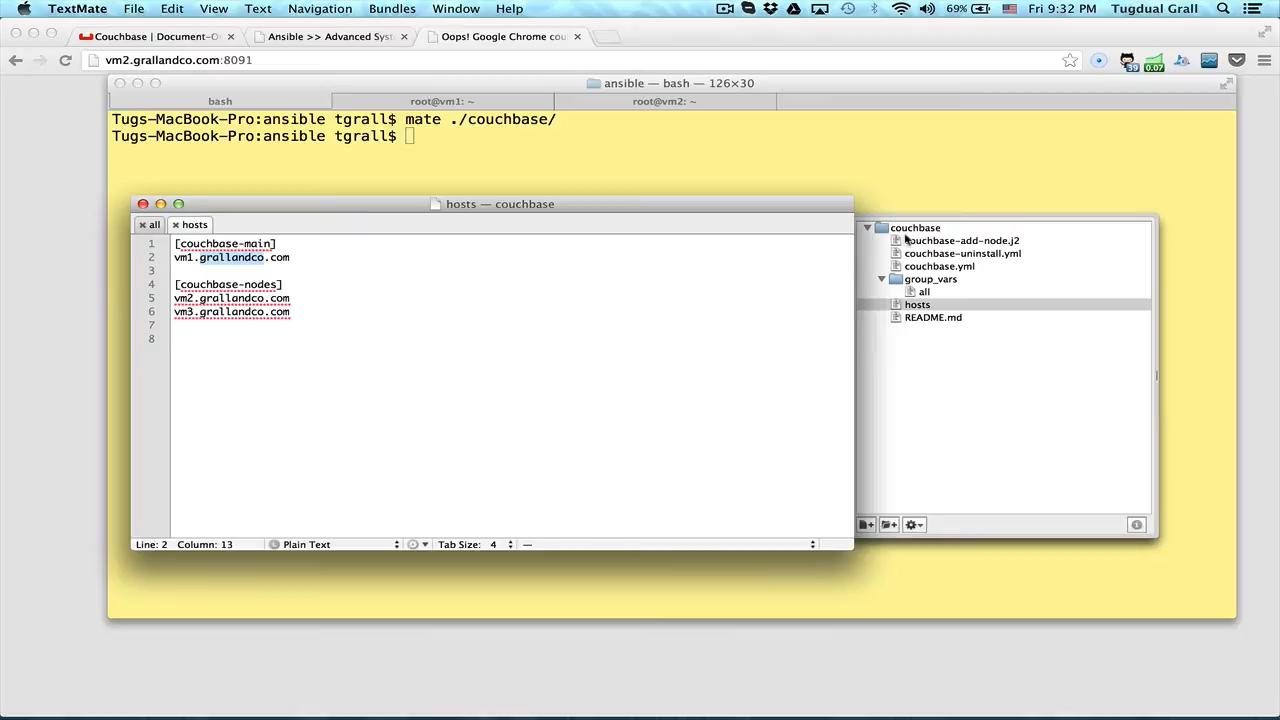 TextMate File Edit View Text Navigation Bundles Window Help 69% Fri 9:32 PM Tugdual Grall
Couchbase | Document-O Ansible >> Advanced Syst Oops! Google Chrome cou
vm2.grallandco.com:8091
39 0.07
ansible — bash — 126×30
bash root@vm1: ~ root@vm2: ~
Tugs-MacBook-Pro:ansible tgrall$ mate ./couchbase/
Tugs-MacBook-Pro:ansible tgrall$
hosts — couchbase
all hosts
1 [couchbase-main]
2 vm1.grallandco.com
3
4 [couchbase-nodes]
5 vm2.grallandco.com
6 vm3.grallandco.com
7
8
Line: 2 Column: 13 Plain Text Tab Size: 4 —
couchbase
couchbase-add-node.j2
couchbase-uninstall.yml
couchbase.yml
group_vars
all
hosts
README.md